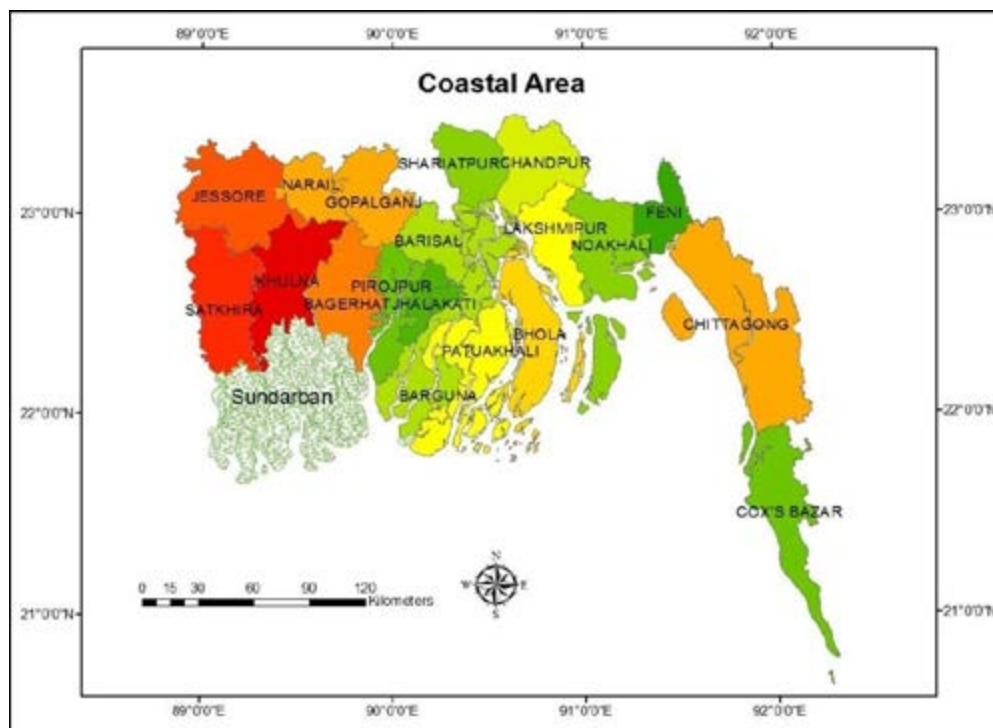 89°0'0"E 90°0'0"E 91°0'0"E 92°0'0"E
Coastal Area
SHARIATPUR CHANDPUR
JESSORE NARAIL
GOPALGANJ
23°0'0"N FENI 23°0'0"N
LAKSHMIPUR
BARISAL NOAKHALI
KHULNA PIROJPUR
BAGERHAT JHALAKATI
SATKHIRA
CHITTAGONG
BHOLA
PATUAKHALI
Sundarban BARGUNA
22°0'0"N 22°0'0"N
COX'S BAZAR
N
W E
S
0 15 30 60 90 120
Kilometers
21°0'0"N 21°0'0"N
89°0'0"E 90°0'0"E 91°0'0"E 92°0'0"E